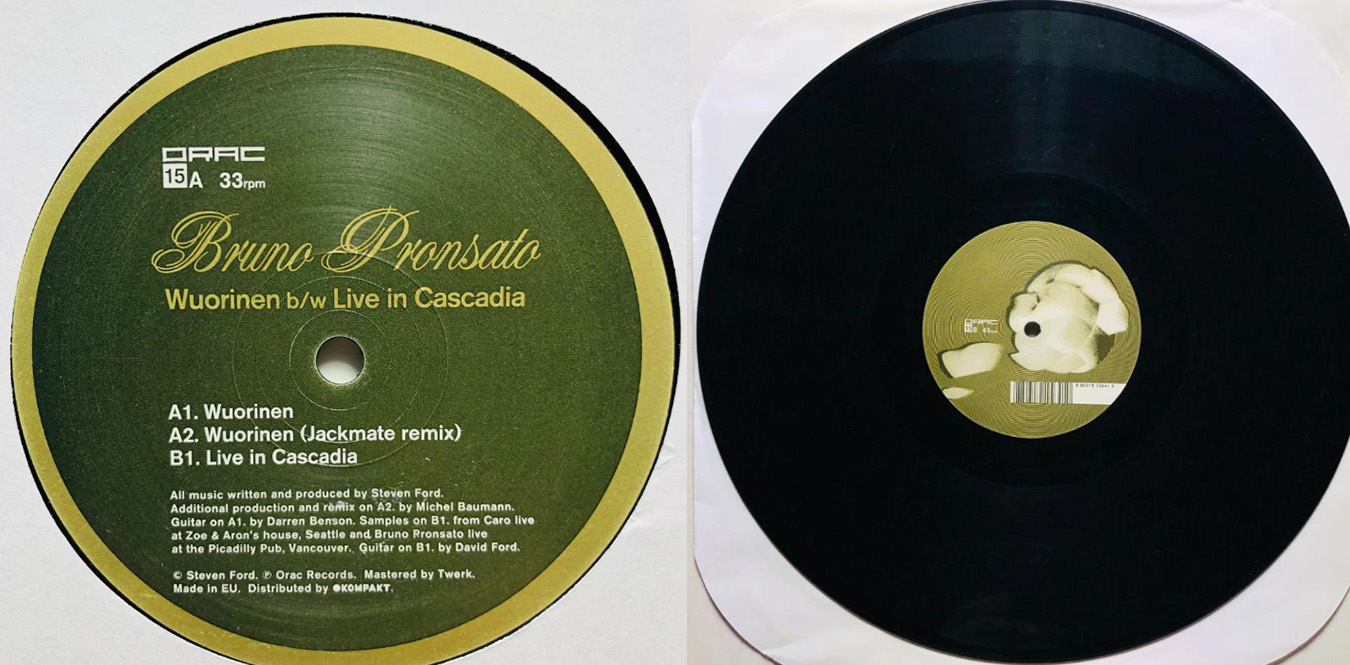 ORAC
15 A 33rpm
Bruno Pronsato
Wuorinen b/w Live in Cascadia
A1. Wuorinen
A2. Wuorinen (Jackmate remix)
B1. Live in Cascadia
All music written and produced by Steven Ford.
Additional production and remix on A2. by Michel Baumann.
Guitar on A1. by Darren Benson. Samples on B1. from Caro live
at Zoe & Aron's house, Seattle and Bruno Pronsato live
at the Picadilly Pub, Vancouver. Guitar on B1. by David Ford.
© Steven Ford. ℗ Orac Records. Mastered by Twerk.
Made in EU. Distributed by KOMPAKT.
ORAC